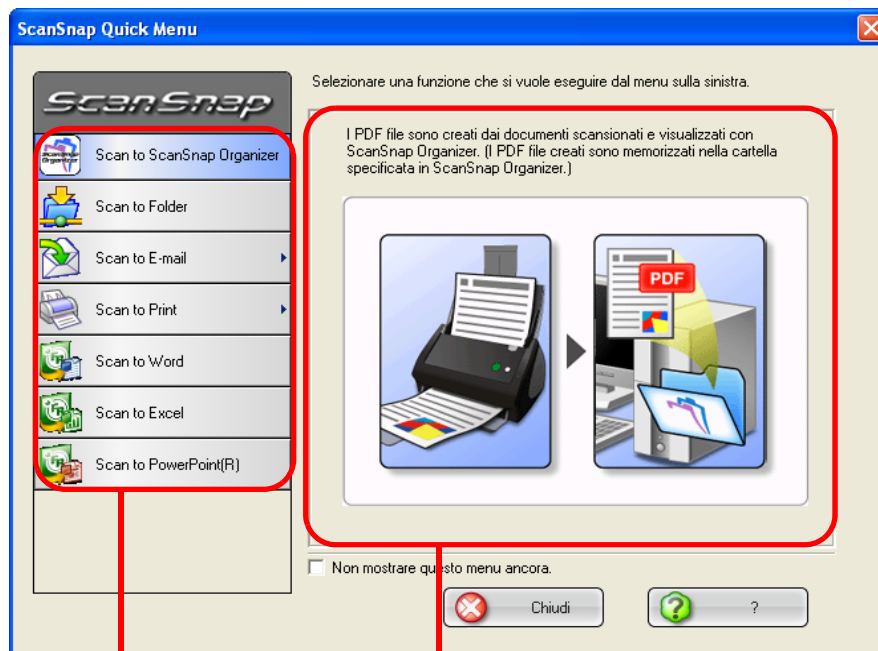 ScanSnap Quick Menu
ScanSnap
Selezionare una funzione che si vuole eseguire dal menu sulla sinistra.
Scan to ScanSnap Organizer
Scan to Folder
Scan to E-mail
Scan to Print
Scan to Word
Scan to Excel
Scan to PowerPoint(R)
I PDF file sono creati dai documenti scansionati e visualizzati con
ScanSnap Organizer. (I PDF file creati sono memorizzati nella cartella
specificata in ScanSnap Organizer.)
PDF
Non mostrare questo menu ancora.
Chiudi
?